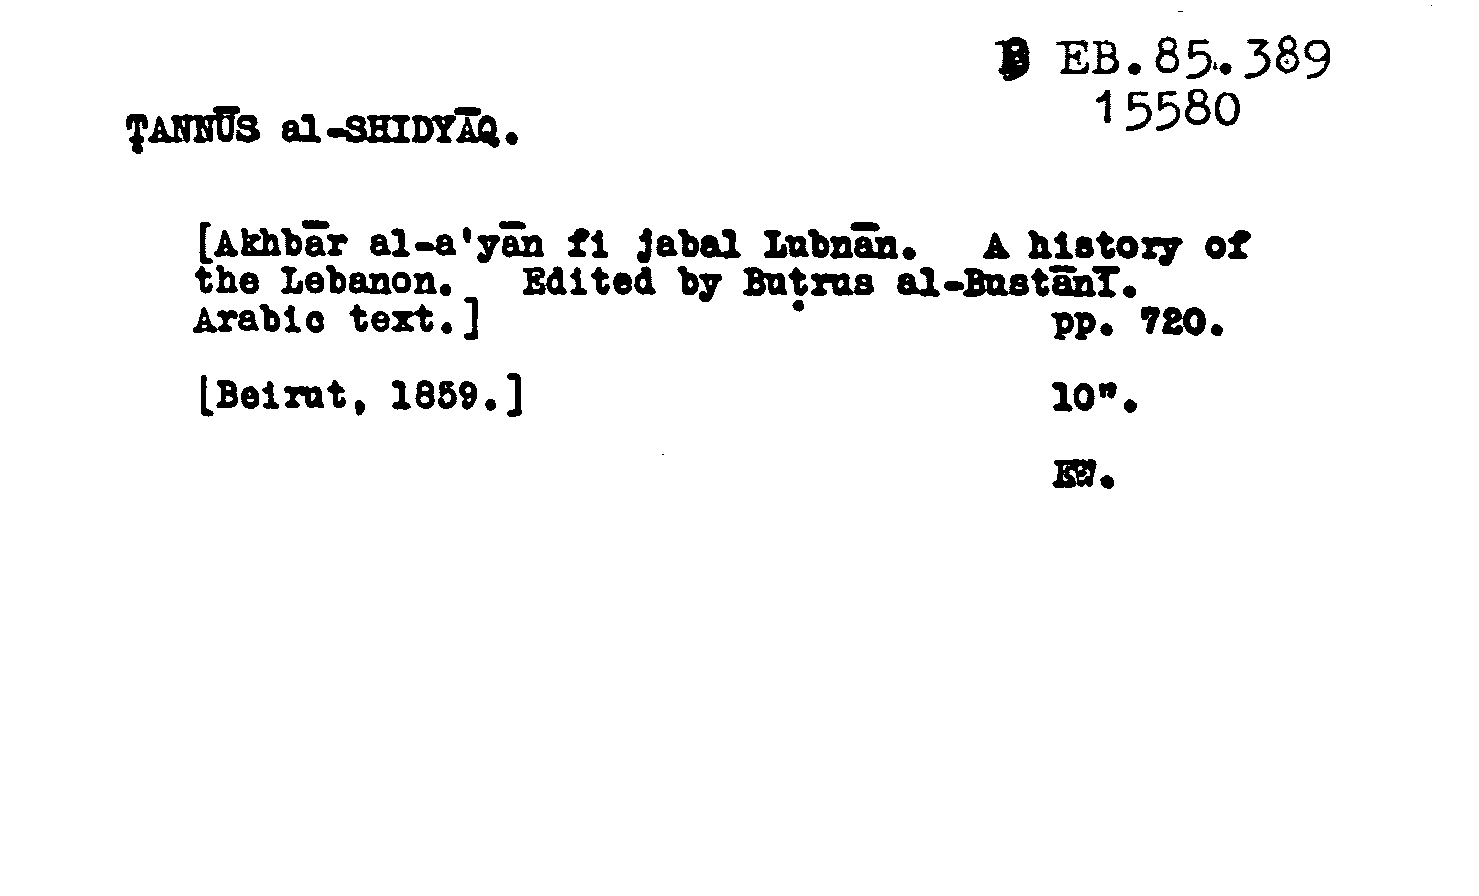 EB.85.389
15580
ṬANNŪS al-SHIDYĀQ.
[Akhbār al-a'yān fi jabal Lubnān. A history of
the Lebanon. Edited by Buṭrus al-Bustānī.
Arabic text.] pp. 720.
[Beirut, 1859.] 10".